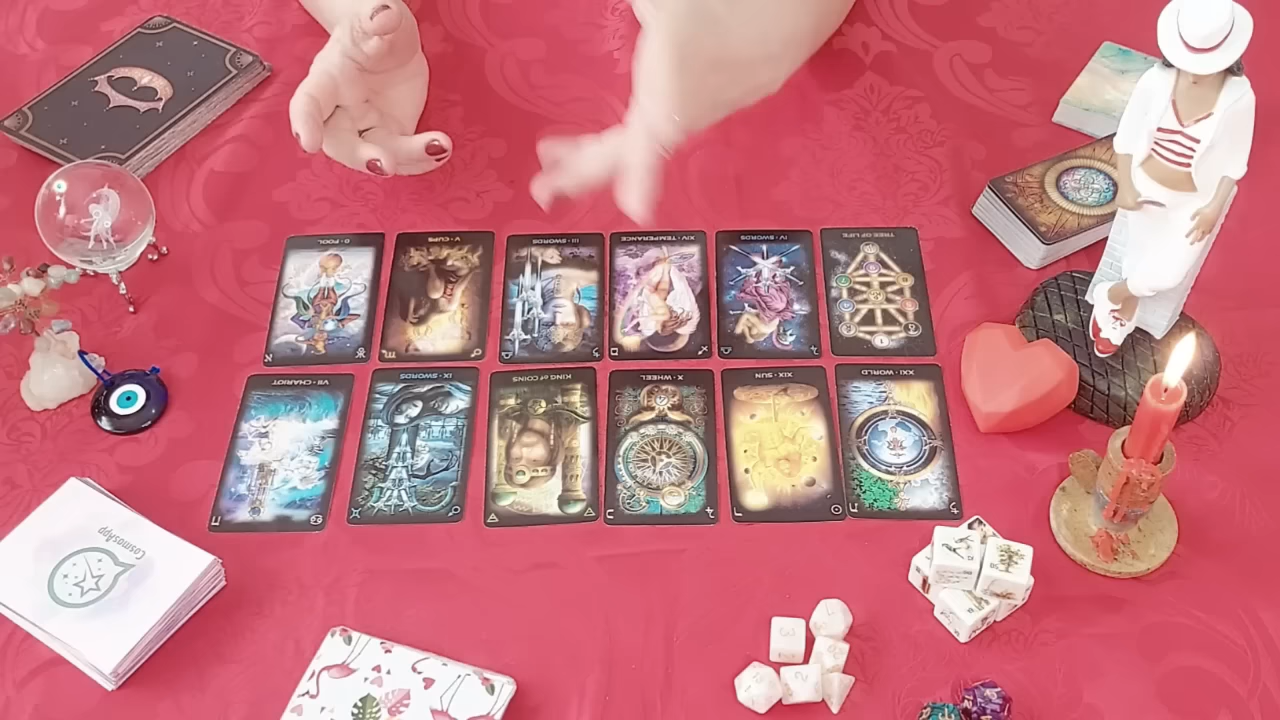 0 · FOOL
V · CUPS
III · SWORDS
XIV · TEMPERANCE
IV · SWORDS
TREE OF LIFE
VII · CHARIOT
IX · SWORDS
KING of COINS
X · WHEEL
XIX · SUN
XXI · WORLD
CosmosApp